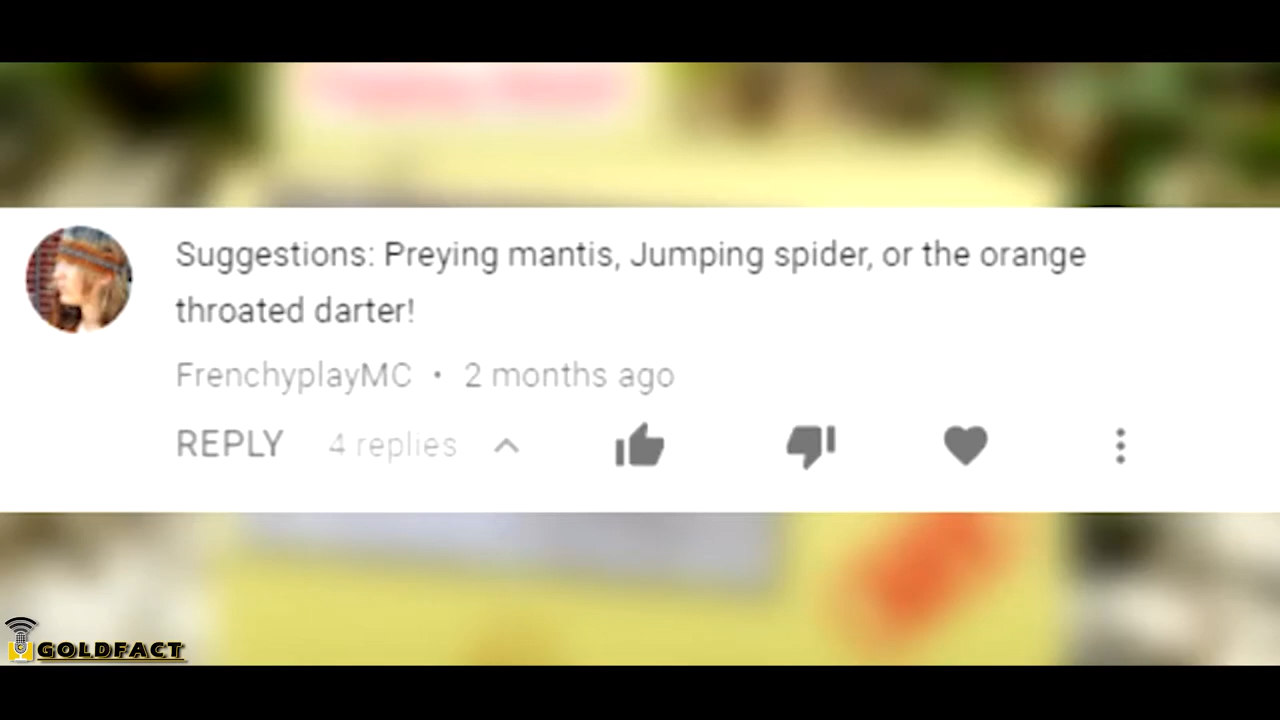 Suggestions: Preying mantis, Jumping spider, or the orange
throated darter!
FrenchyplayMC • 2 months ago
REPLY 4 replies
GOLDFACT